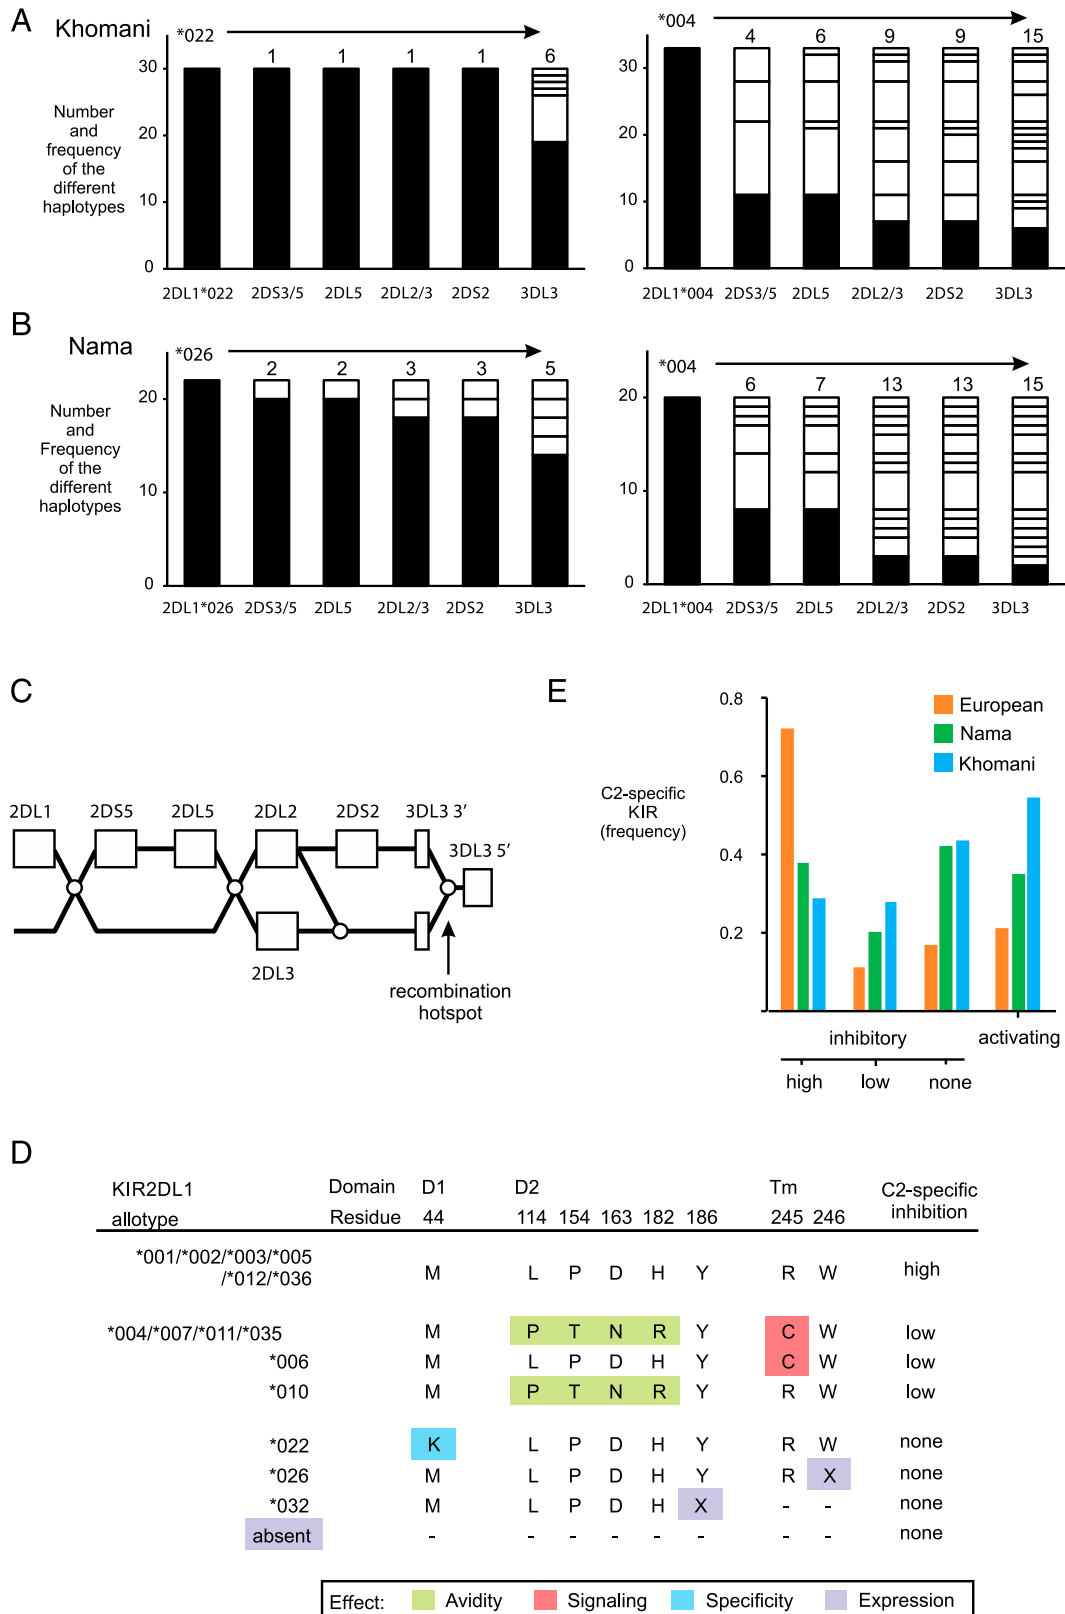 A
Khomani
*022
1 1 1 1 6
30
20
10
0
Number
and
frequency
of the
different
haplotypes
2DL1*022 2DS3/5 2DL5 2DL2/3 2DS2 3DL3
*004
4 6 9 9 15
30
20
10
0
2DL1*004 2DS3/5 2DL5 2DL2/3 2DS2 3DL3
B
Nama
*026
2 2 3 3 5
20
10
0
Number
and
Frequency
of the
different
haplotypes
2DL1*026 2DS3/5 2DL5 2DL2/3 2DS2 3DL3
*004
6 7 13 13 15
20
10
0
2DL1*004 2DS3/5 2DL5 2DL2/3 2DS2 3DL3
C
2DL1 2DS5 2DL5 2DL2 2DS2 3DL3 3'
3DL3 5'
2DL3
recombination
hotspot
E
0.8
0.6
0.4
0.2
C2-specific
KIR
(frequency)
European
Nama
Khomani
inhibitory activating
high low none
D
KIR2DL1 Domain D1 D2 Tm C2-specific
allotype Residue 44 114 154 163 182 186 245 246 inhibition
*001/*002/*003/*005
/*012/*036 M L P D H Y R W high
*004/*007/*011/*035 M P T N R Y C W low
*006 M L P D H Y C W low
*010 M P T N R Y R W low
*022 K L P D H Y R W none
*026 M L P D H Y R X none
*032 M L P D H X - - none
absent - - - - - - - - none
Effect: Avidity Signaling Specificity Expression